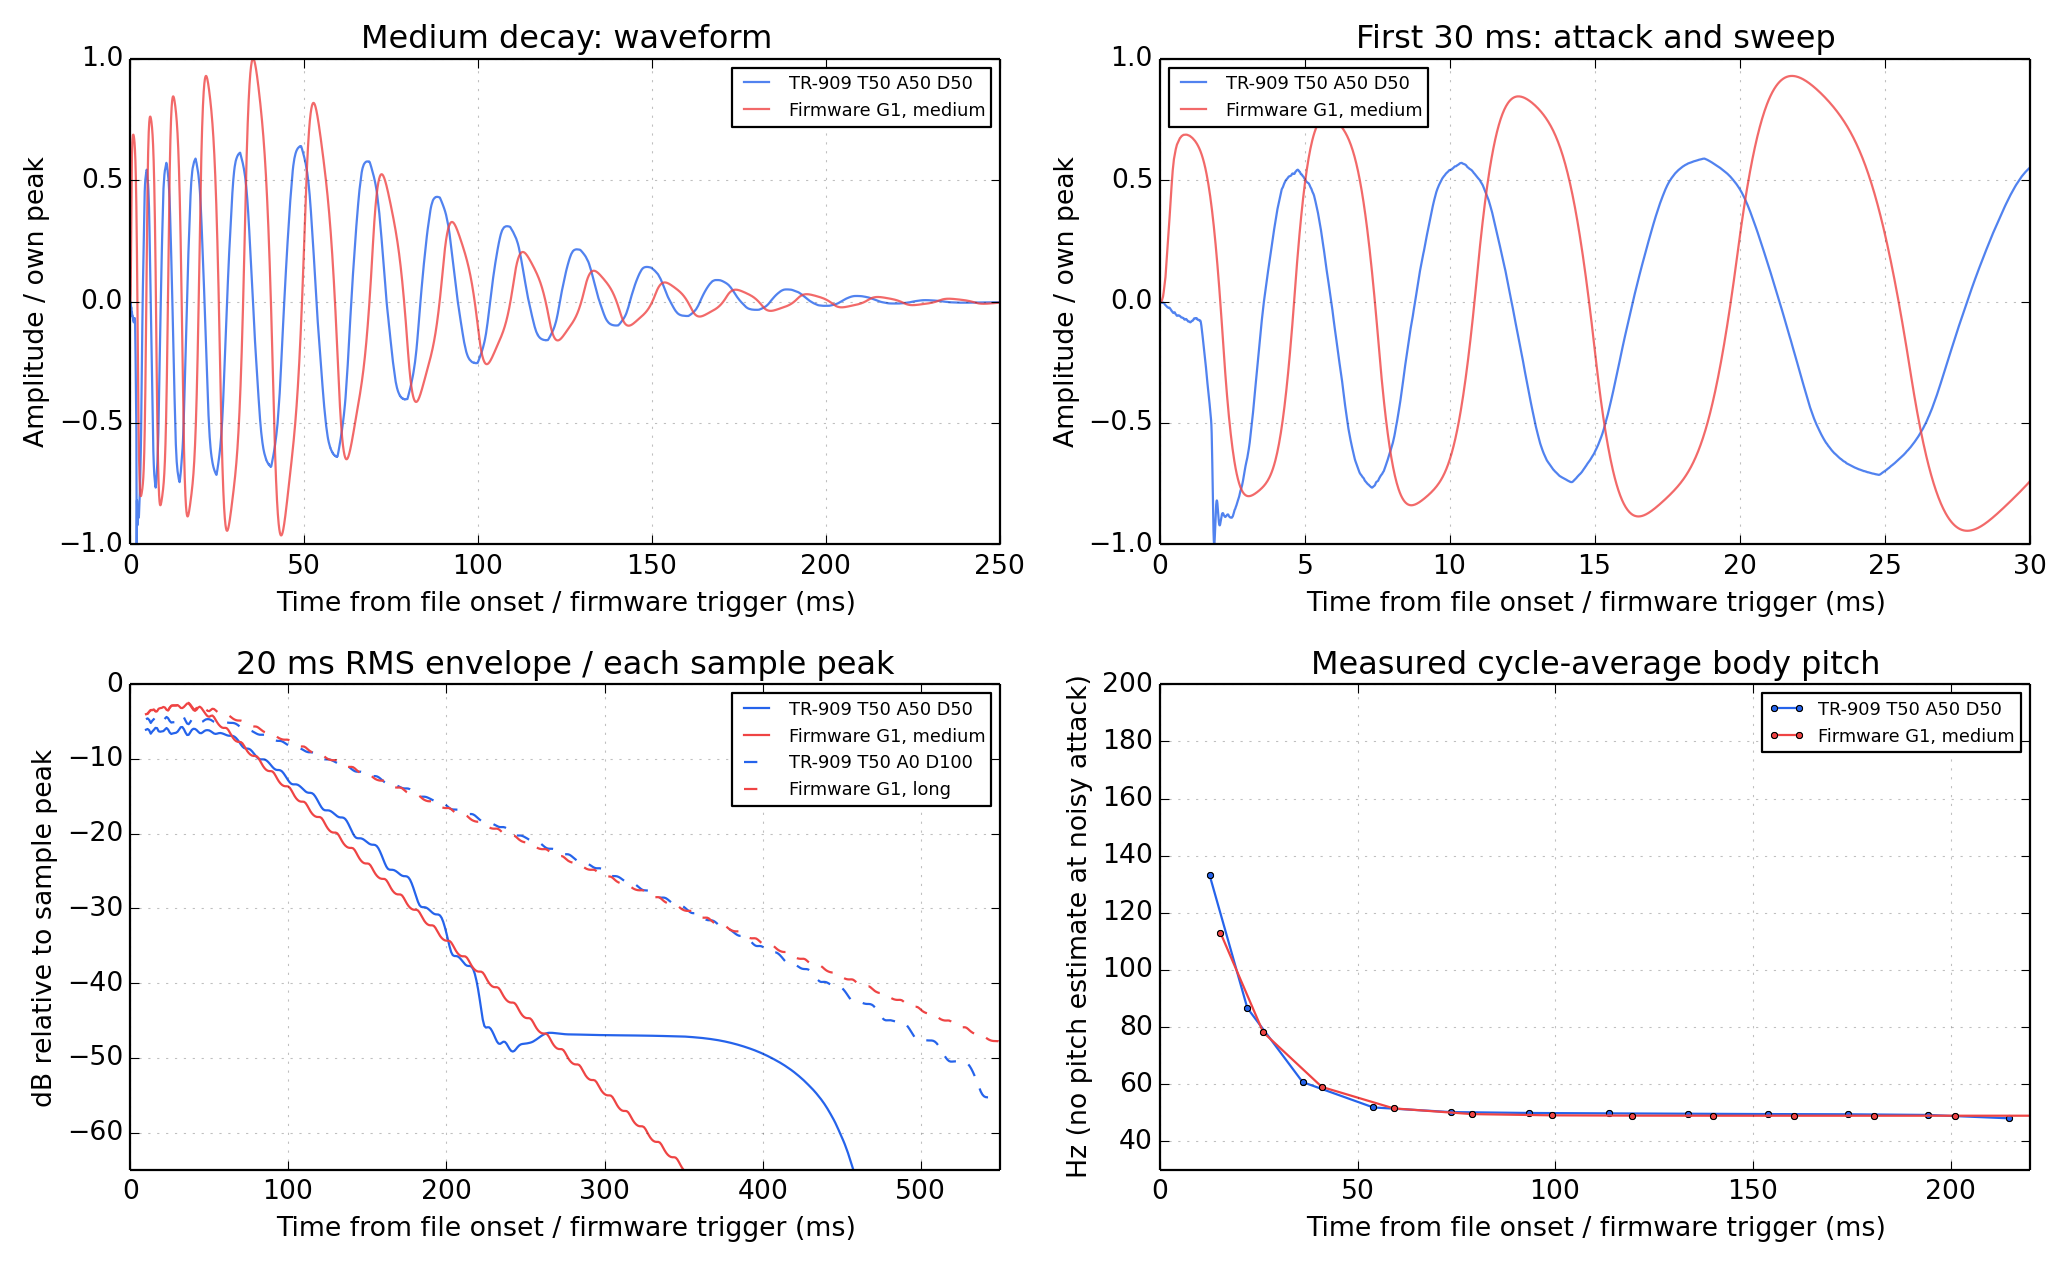 Medium decay: waveform
1.0
0.5
0.0
−0.5
−1.0
Amplitude / own peak
TR-909 T50 A50 D50
Firmware G1, medium
0 50 100 150 200 250
Time from file onset / firmware trigger (ms)
First 30 ms: attack and sweep
1.0
0.5
0.0
−0.5
−1.0
Amplitude / own peak
TR-909 T50 A50 D50
Firmware G1, medium
0 5 10 15 20 25 30
Time from file onset / firmware trigger (ms)
20 ms RMS envelope / each sample peak
0
−10
−20
−30
−40
−50
−60
dB relative to sample peak
TR-909 T50 A50 D50
Firmware G1, medium
TR-909 T50 A0 D100
Firmware G1, long
0 100 200 300 400 500
Time from file onset / firmware trigger (ms)
Measured cycle-average body pitch
200
180
160
140
120
100
80
60
40
Hz (no pitch estimate at noisy attack)
TR-909 T50 A50 D50
Firmware G1, medium
0 50 100 150 200
Time from file onset / firmware trigger (ms)